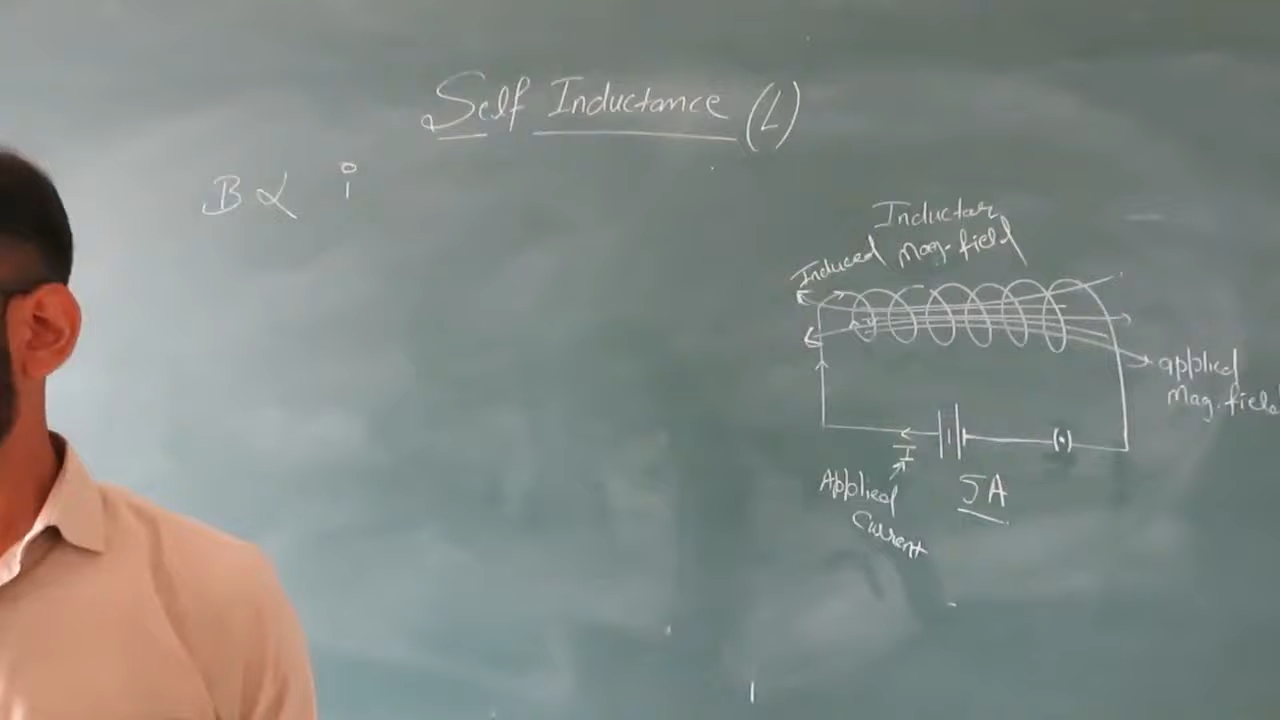 Self Inductance (L)
B ∝ i
Inductor
Induced Mag. field
applied
Mag. field
I
Applied
Current
5A